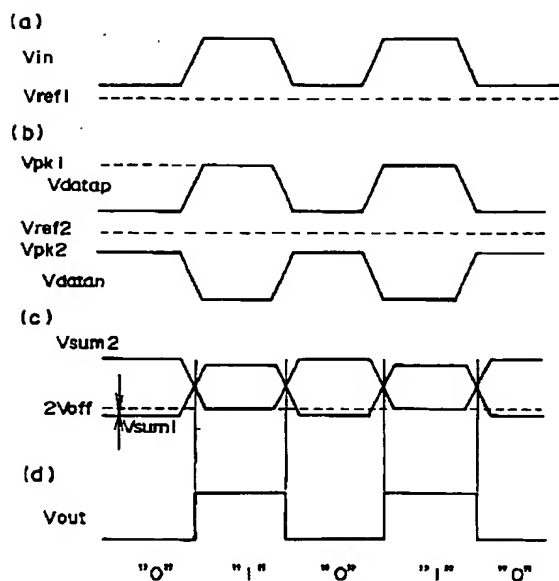 (a)
Vin
Vref1
(b)
Vpk1
Vdatap
Vref2
Vpk2
Vdatan
(c)
Vsum2
2Voff
Vsum1
(d)
Vout
"0" "1" "0" "1" "0"